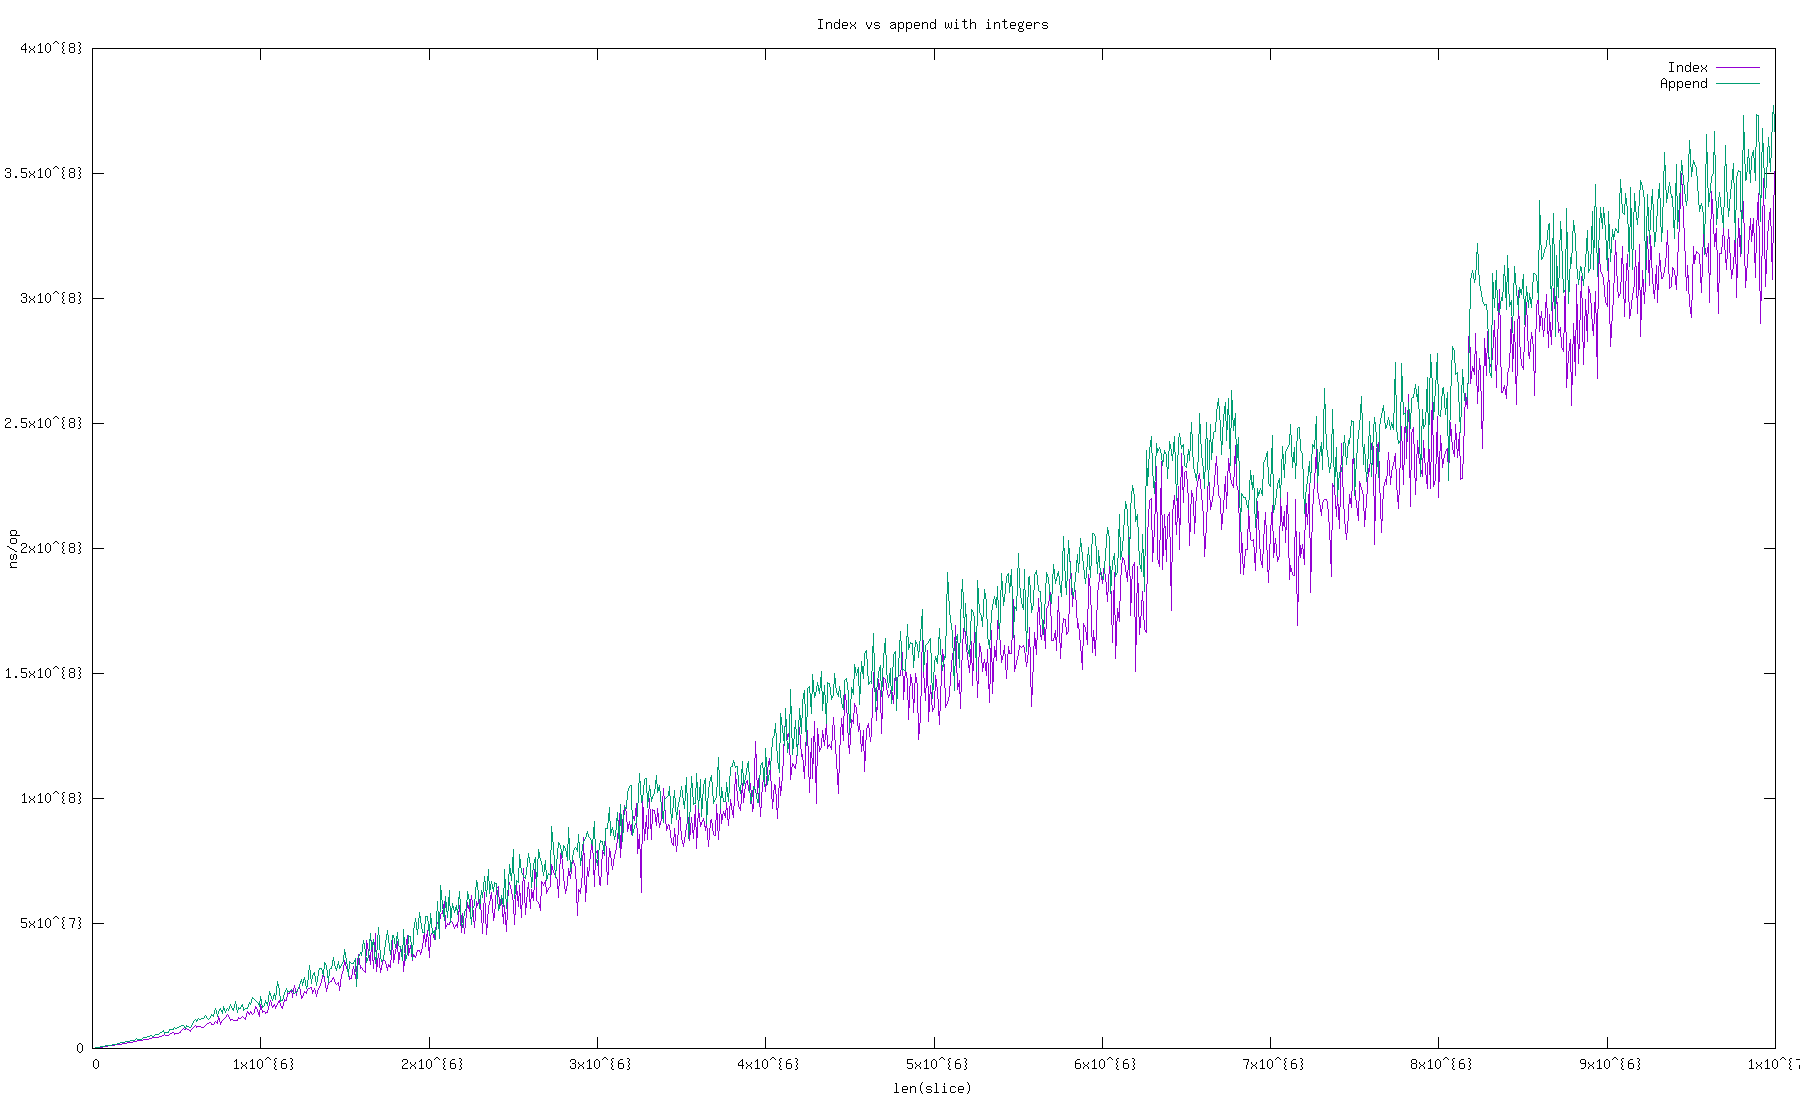 Index vs append with integers
4x10^{8}
3.5x10^{8}
3x10^{8}
2.5x10^{8}
2x10^{8}
1.5x10^{8}
1x10^{8}
5x10^{7}
0
ns/op
Index
Append
0
1x10^{6}
2x10^{6}
3x10^{6}
4x10^{6}
5x10^{6}
6x10^{6}
7x10^{6}
8x10^{6}
9x10^{6}
1x10^{7
len(slice)